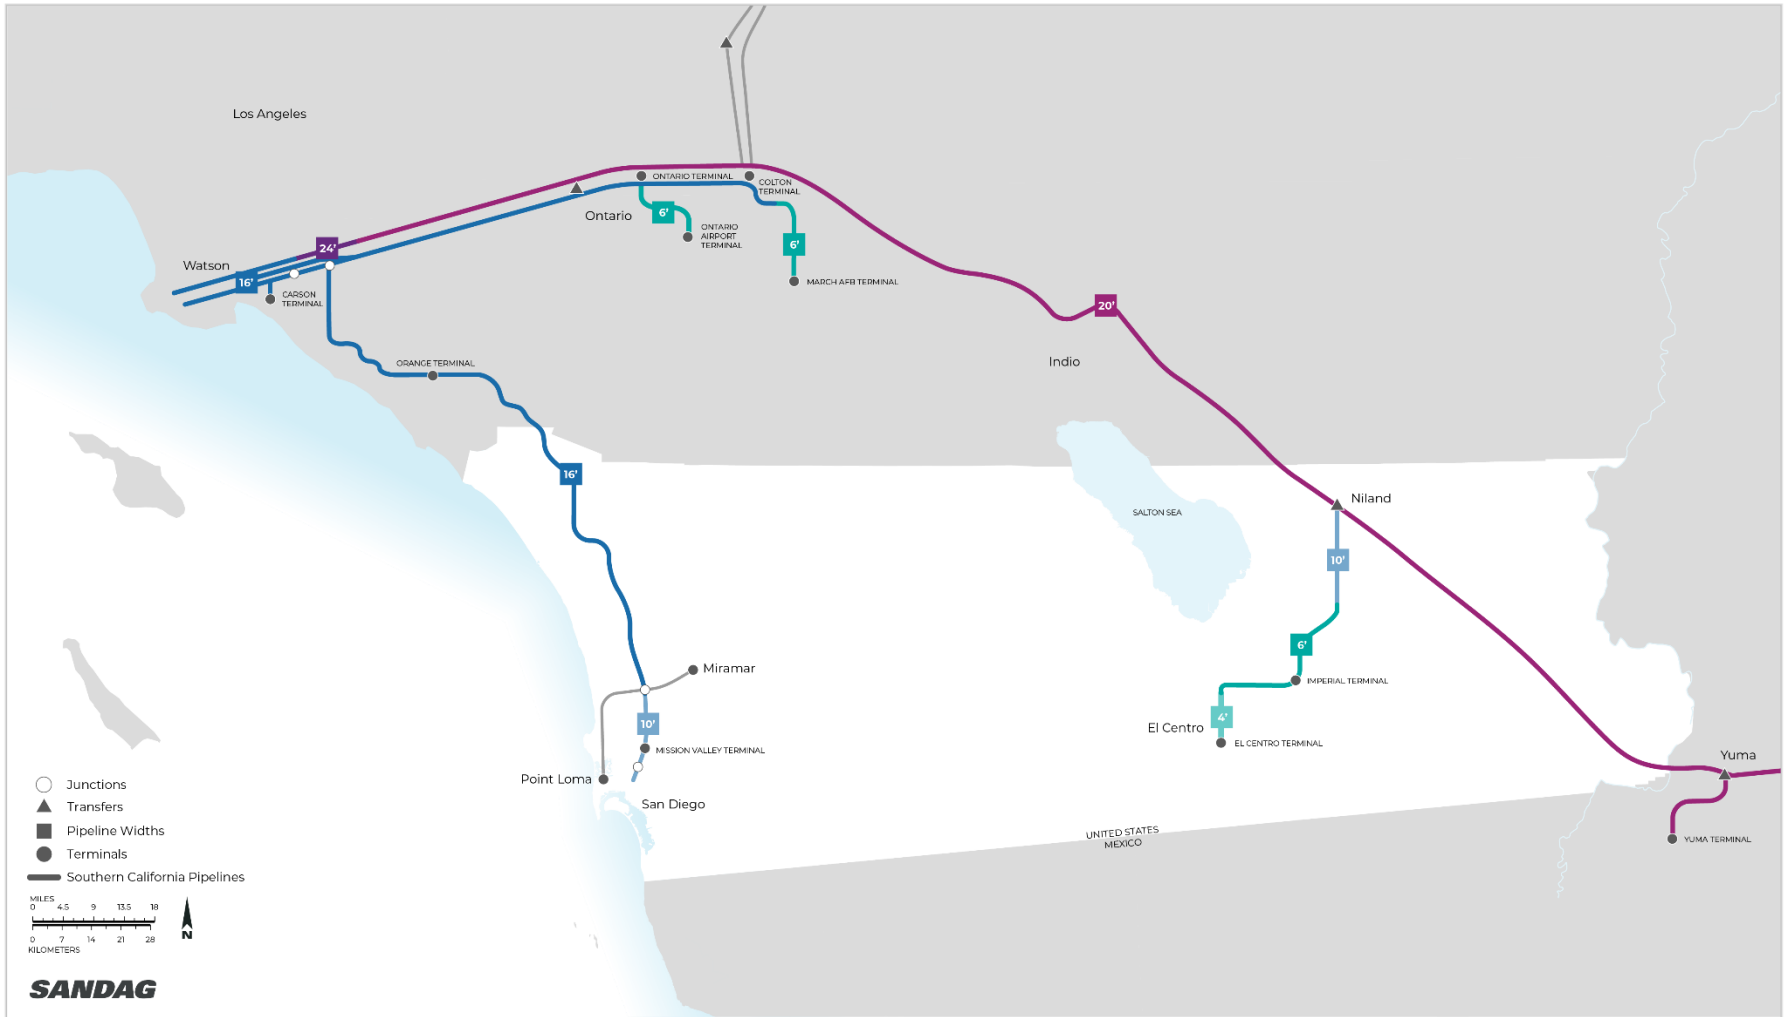 Los Angeles
ONTARIO TERMINAL
COLTON
TERMINAL
Ontario
6'
ONTARIO
AIRPORT
TERMINAL
6'
MARCH AFB TERMINAL
24'
Watson
16'
CARSON
TERMINAL
20'
Indio
ORANGE TERMINAL
16'
SALTON SEA
Niland
10'
6'
IMPERIAL TERMINAL
4'
El Centro
EL CENTRO TERMINAL
Miramar
10'
MISSION VALLEY TERMINAL
Point Loma
San Diego
Yuma
YUMA TERMINAL
UNITED STATES
MEXICO
Junctions
Transfers
Pipeline Widths
Terminals
Southern California Pipelines
MILES
0 4.5 9 13.5 18
0 7 14 21 28
KILOMETERS
N
SANDAG